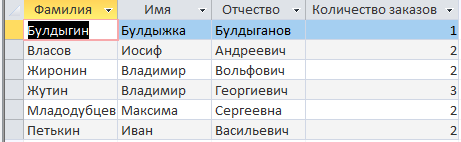 Фамилия Имя Отчество Количество заказов
Булдыгин Булдыжка Булдыганов 1
Власов Иосиф Андреевич 2
Жиронин Владимир Вольфович 2
Жутин Владимир Георгиевич 3
Младодубцев Максима Сергеевна 2
Петькин Иван Васильевич 2